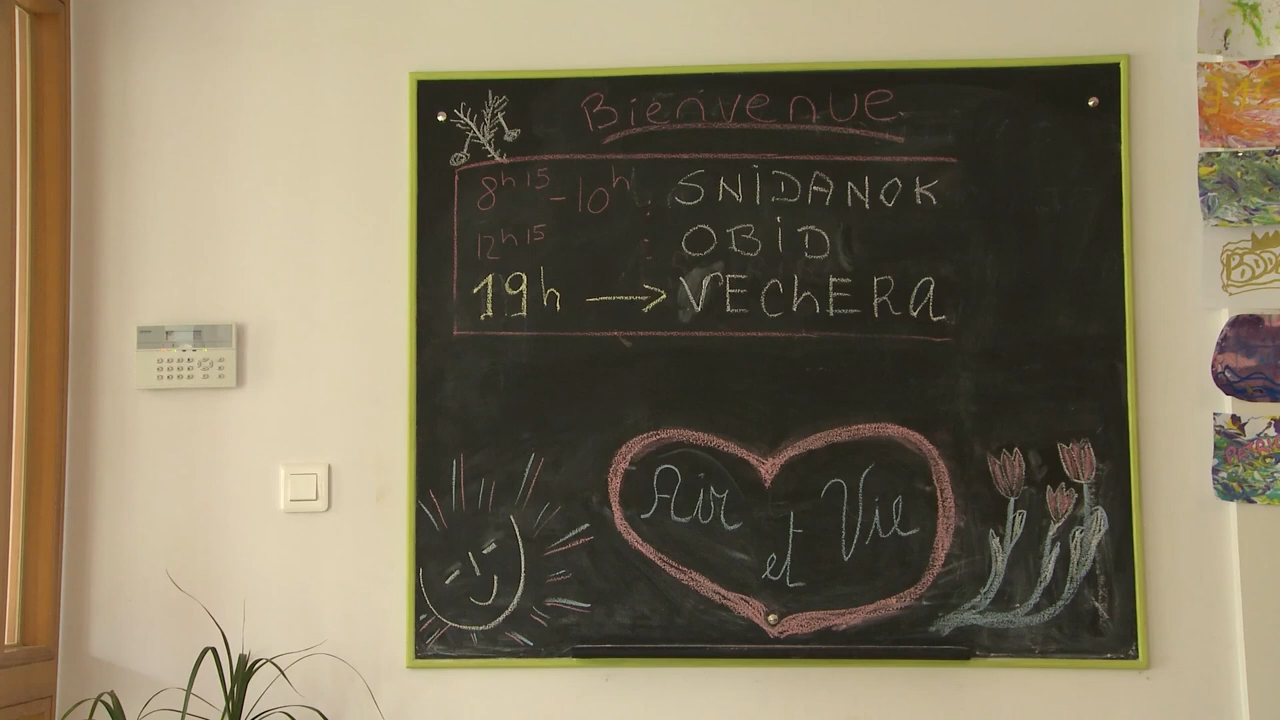 Bienvenue
8h15-10h : SNIDANOK
12h15 : OBID
19h → VEChERA
Air
et
Vie